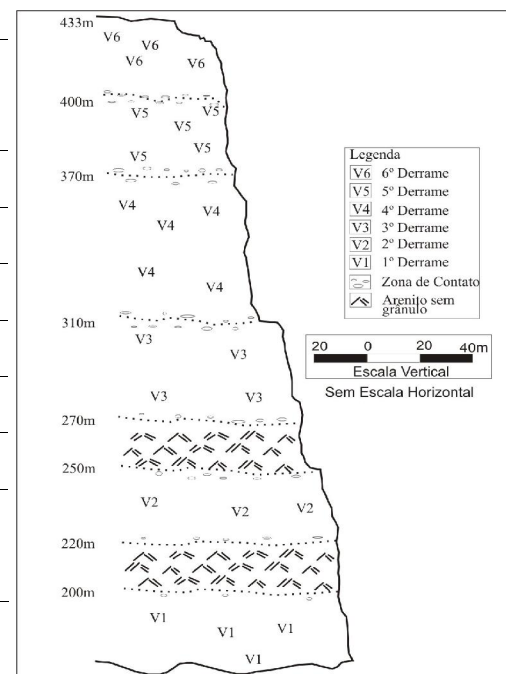 433m
V6 V6
V6 V6
400m
V5 V5
V5
V5 V5
370m
V4 V4
V4
V4
V4
310m
V3
V3
V3 V3
270m
250m
V2 V2 V2
220m
200m
V1
V1 V1
V1
Legenda
V6 6º Derrame
V5 5º Derrame
V4 4º Derrame
V3 3º Derrame
V2 2º Derrame
V1 1º Derrame
Zona de Contato
Arenito sem
grânulo
20 0 20 40m
Escala Vertical
Sem Escala Horizontal